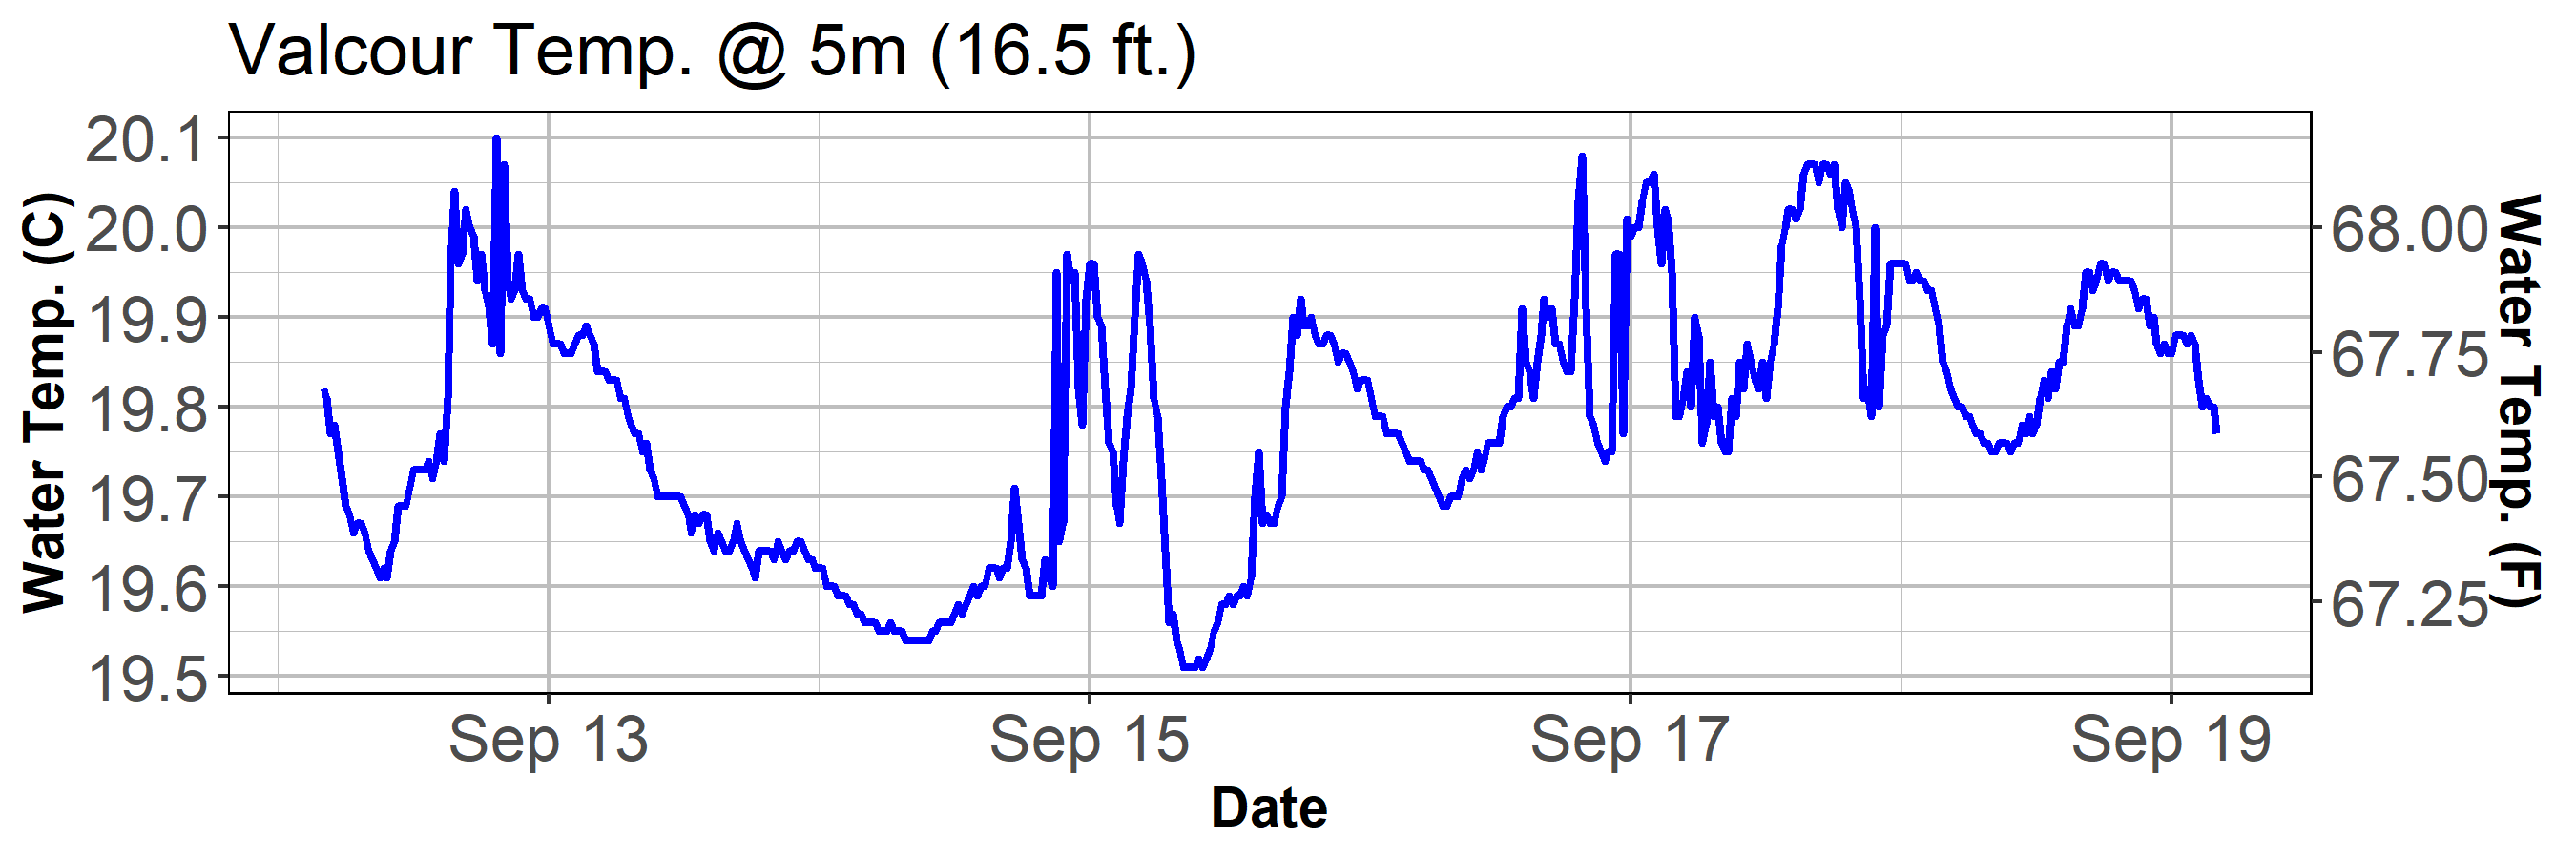 Valcour Temp. @ 5m (16.5 ft.)
Water Temp. (C)
20.1
20.0
19.9
19.8
19.7
19.6
19.5
68.00
67.75
67.50
67.25
Water Temp. (F)
Sep 13 Sep 15 Sep 17 Sep 19
Date